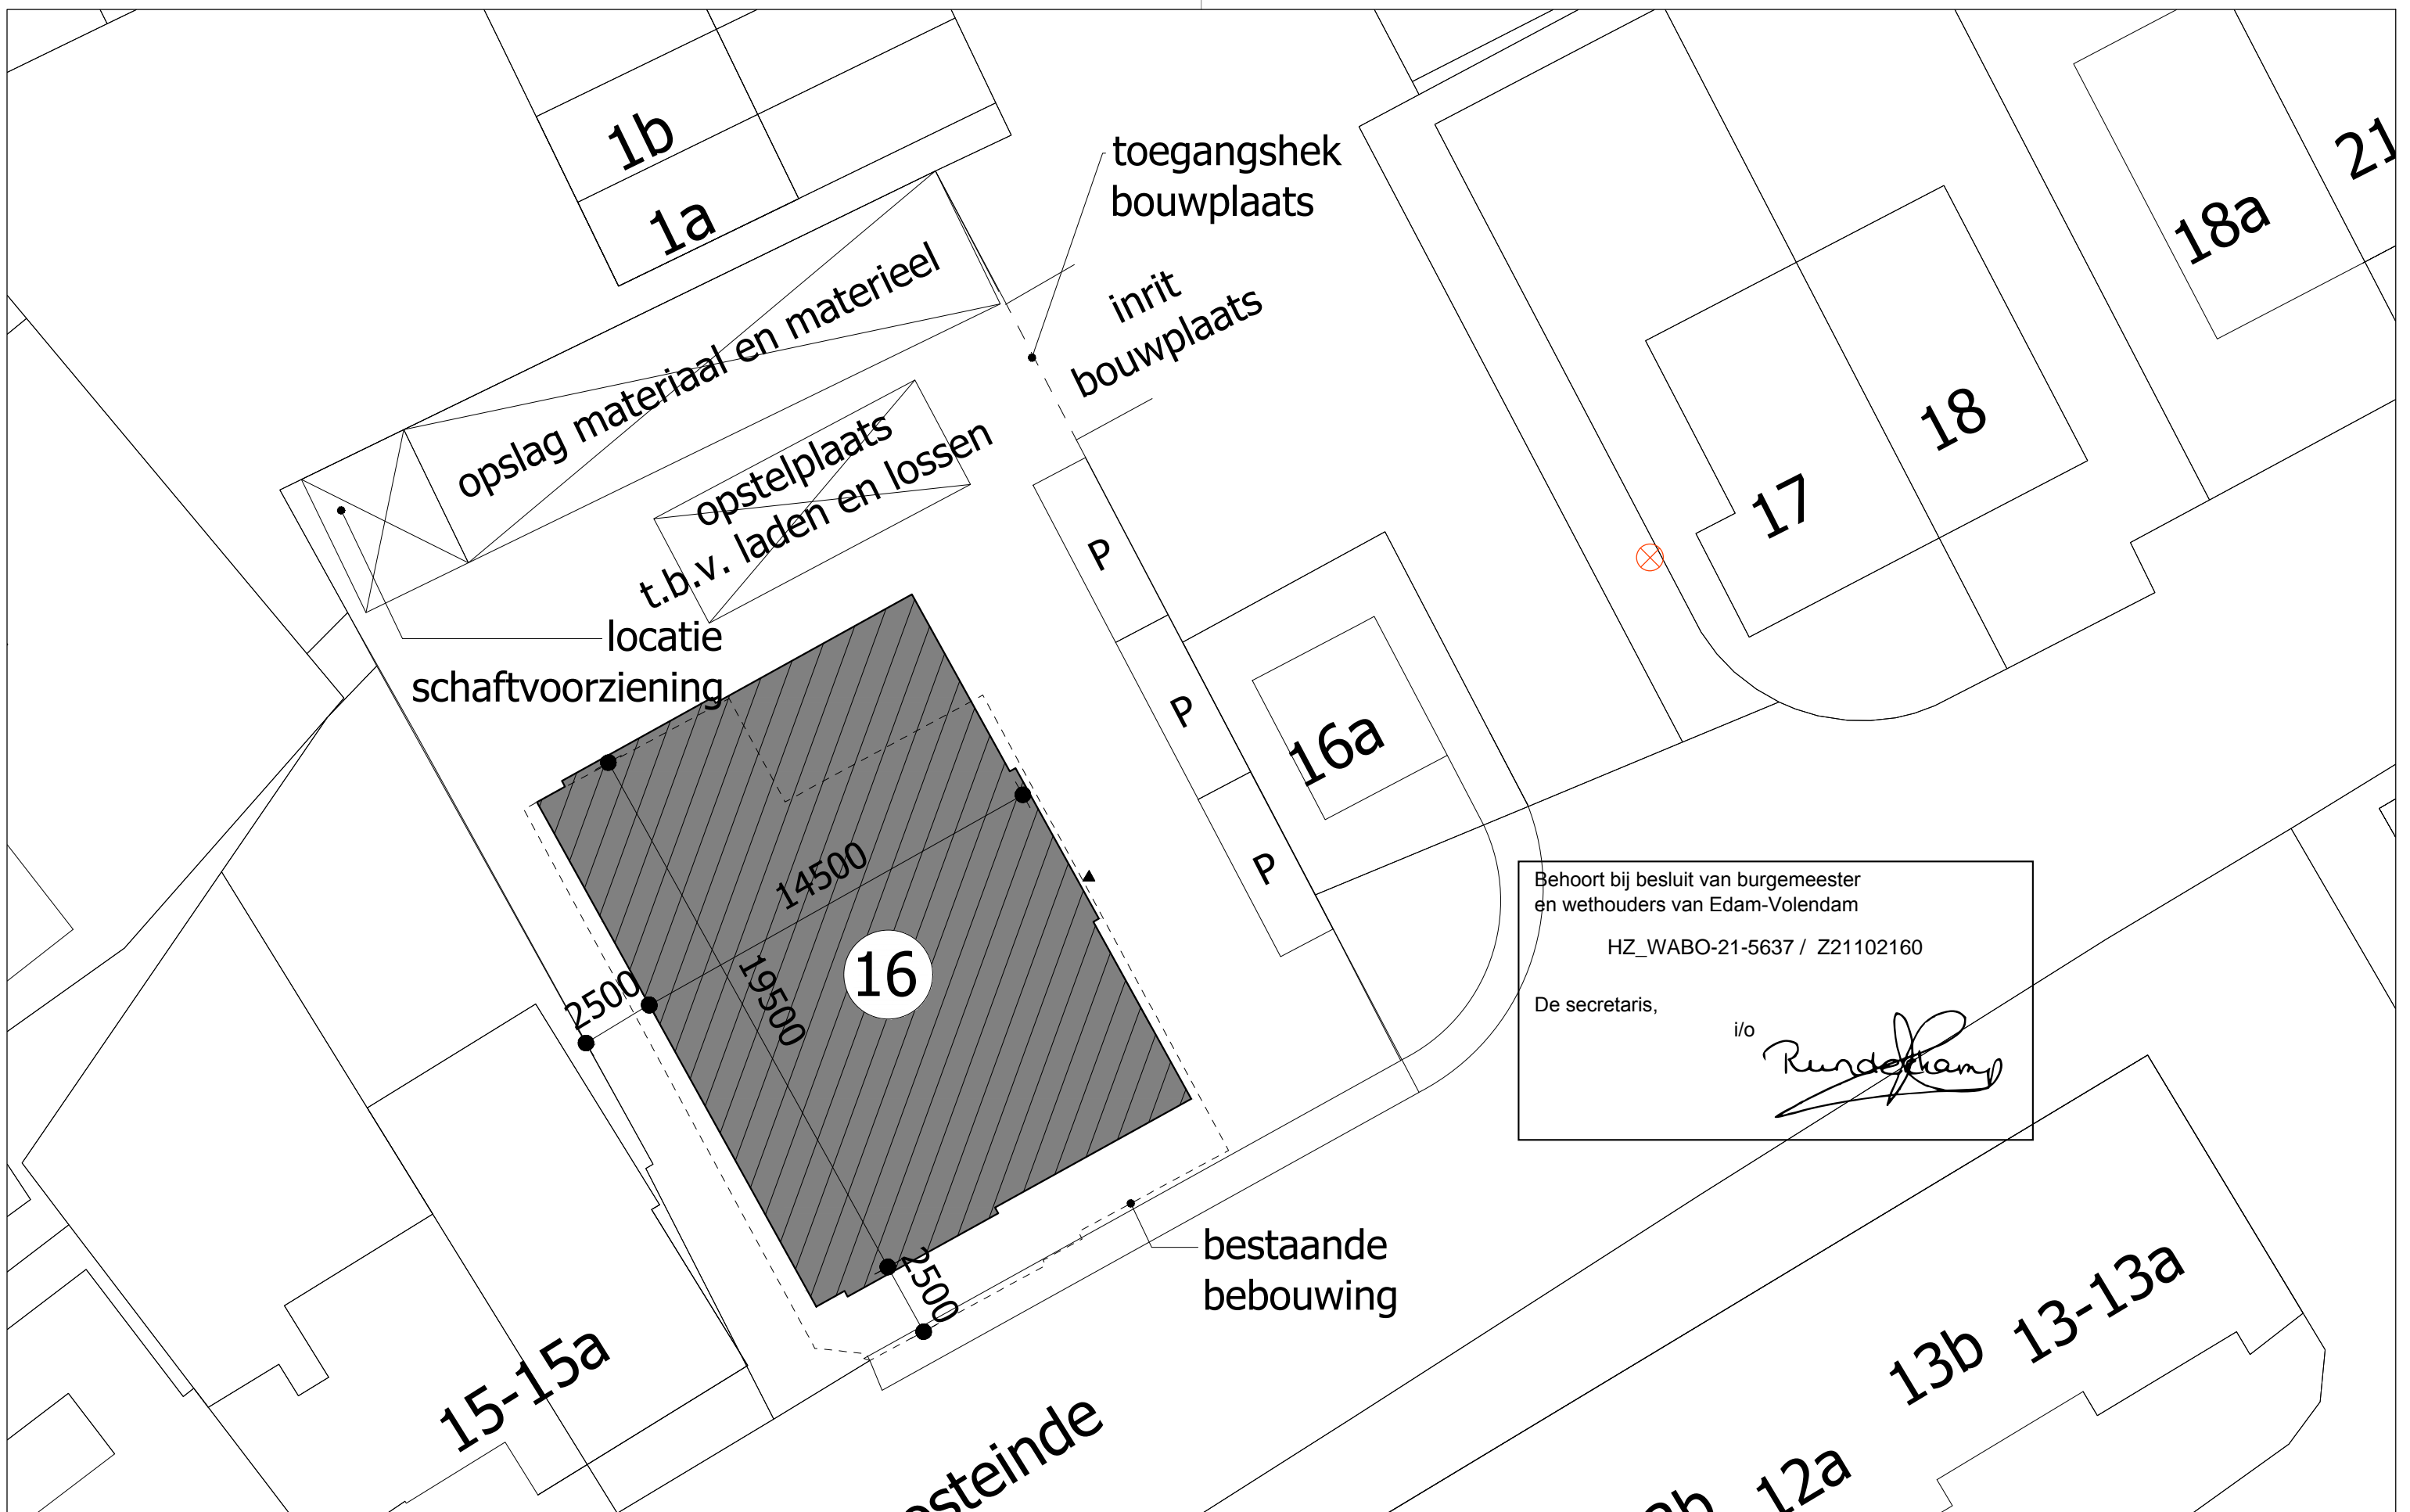 1b
1a
toegangshek
bouwplaats
21
18a
opslag materiaal en materieel
inrit
bouwplaats
18
opstelplaats
t.b.v. laden en lossen
17
P
locatie
schaftvoorziening
P
16a
P
14500
Behoort bij besluit van burgemeester
en wethouders van Edam-Volendam
HZ_WABO-21-5637 / Z21102160
De secretaris,
i/o
16
19500
2500
2500
bestaande
bebouwing
13b 13-13a
15-15a
12a